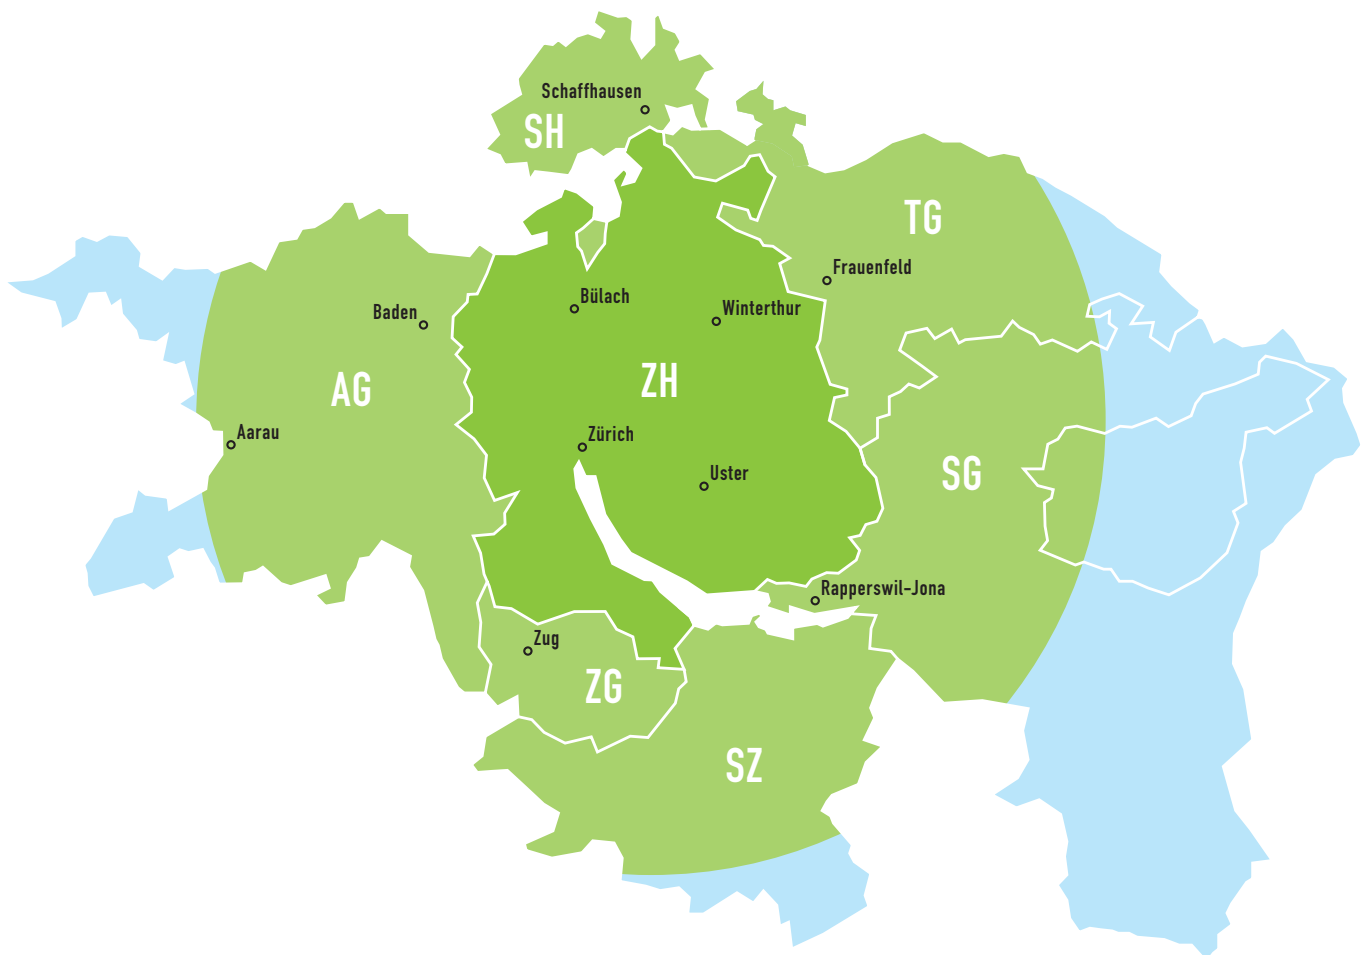 Schaffhausen
SH
TG
Frauenfeld
Bülach
Winterthur
Baden
ZH
AG
Aarau
Zürich
Uster
SG
Rapperswil-Jona
Zug
ZG
SZ